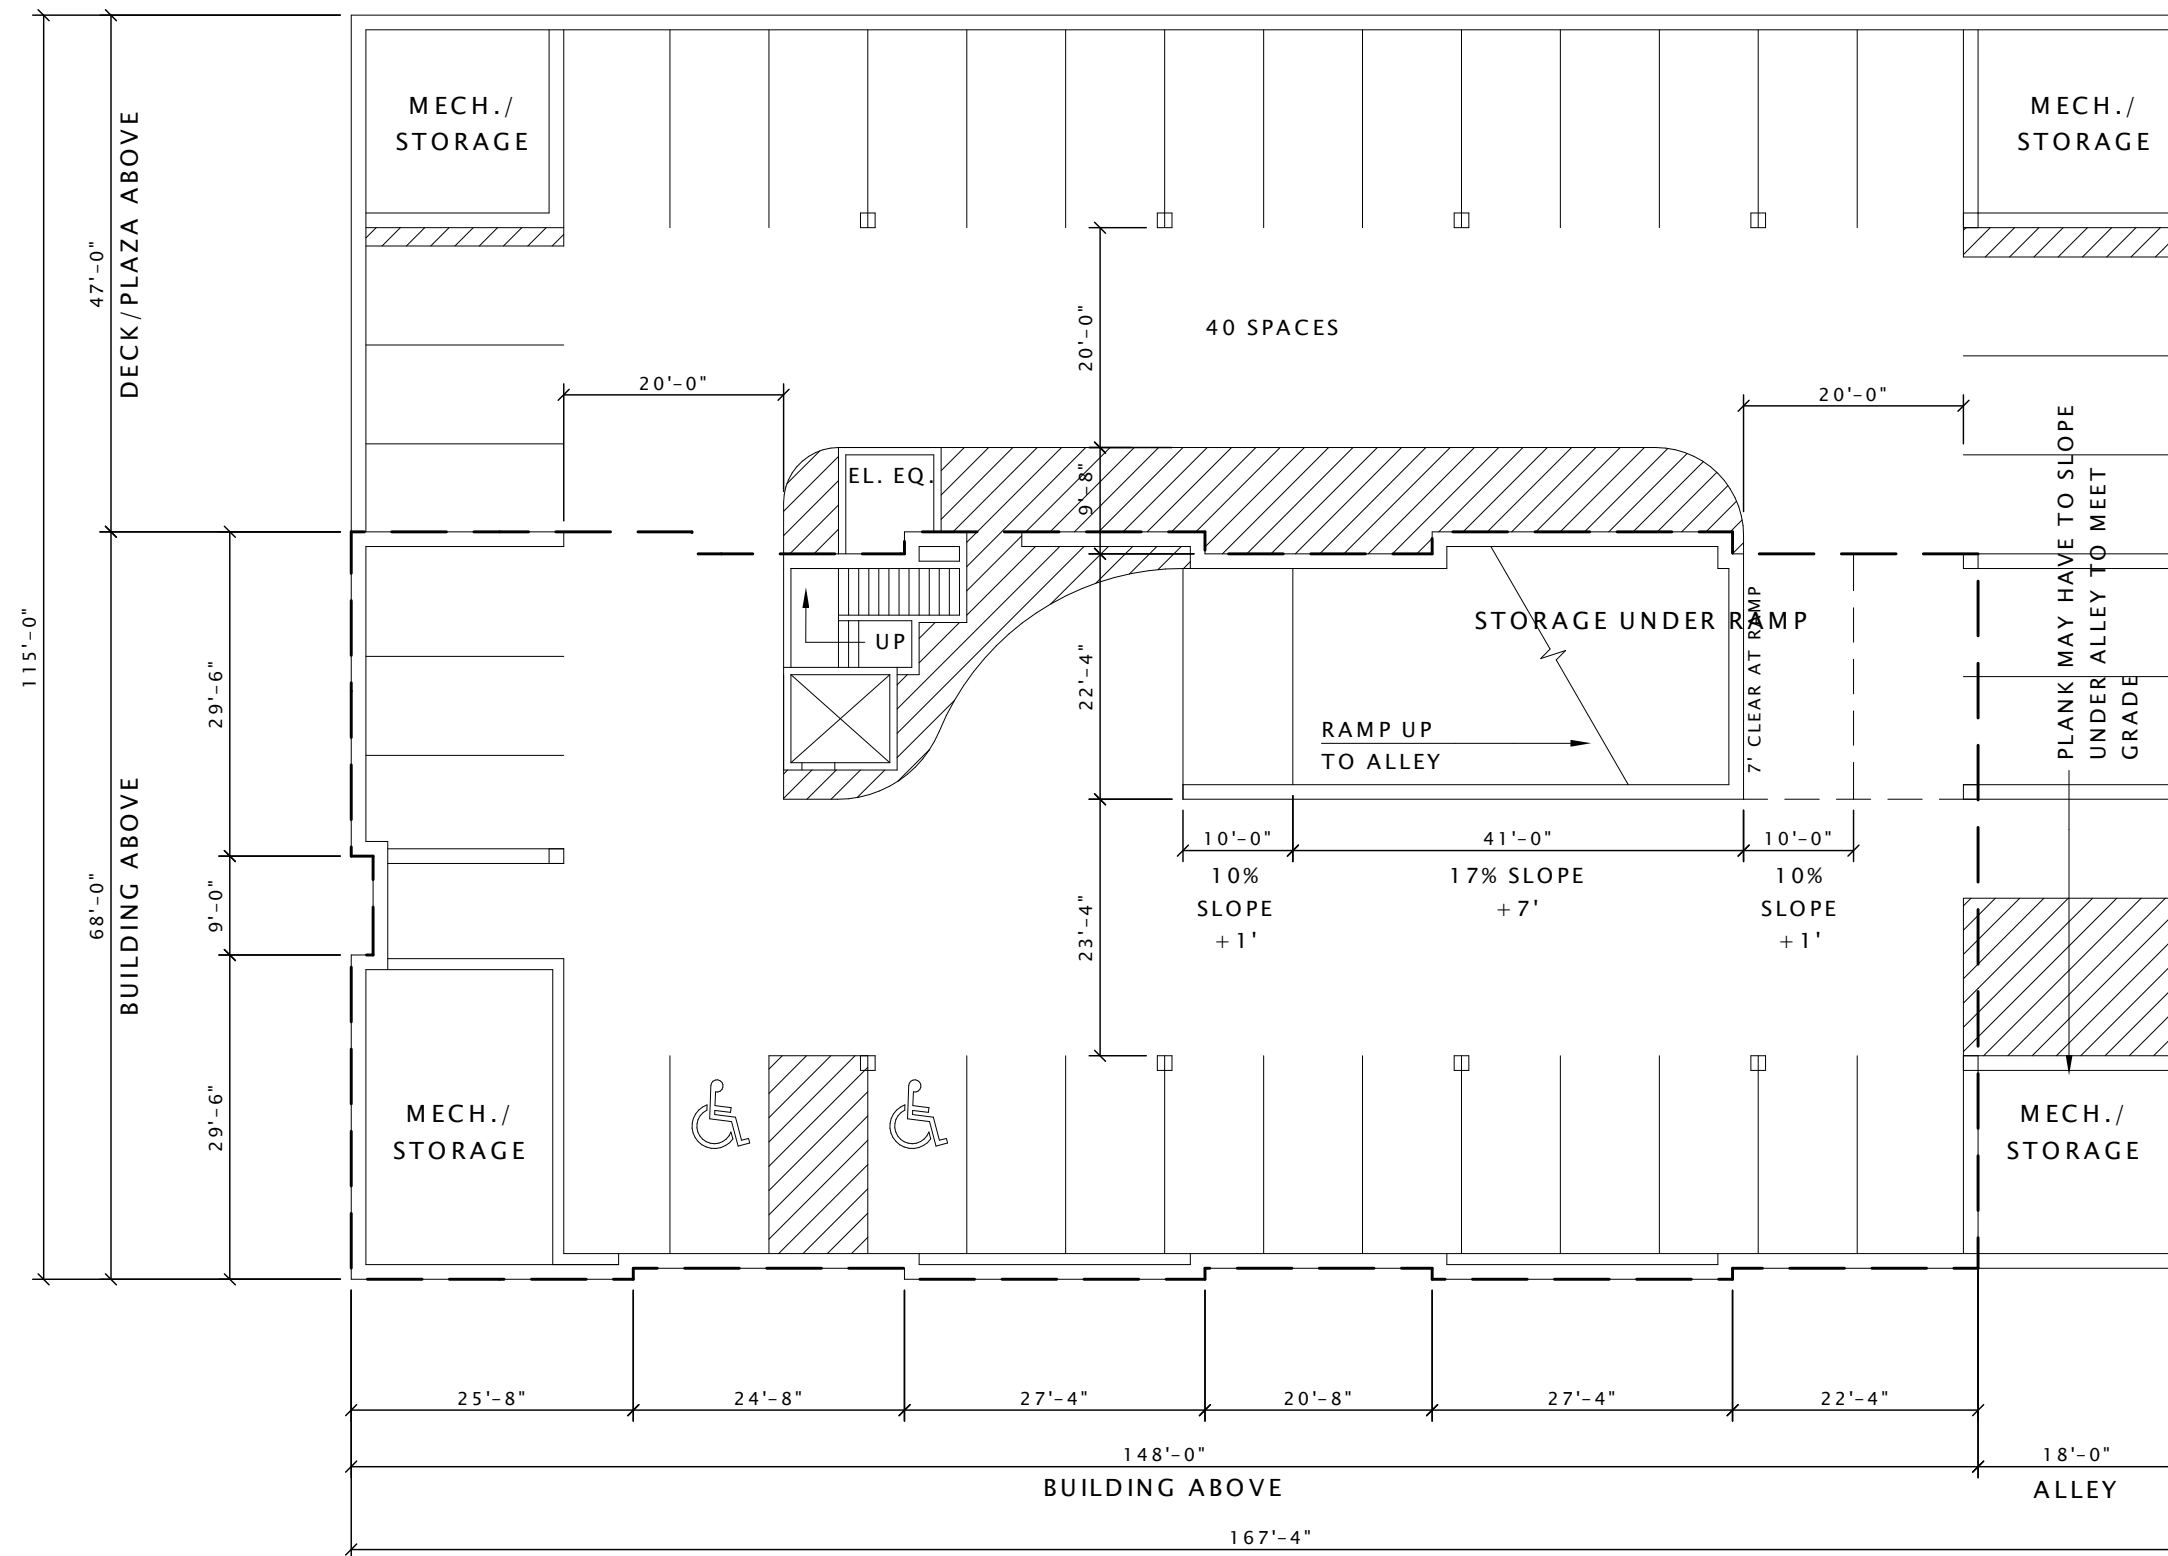 MECH./
STORAGE
MECH./
STORAGE
DECK/PLAZA ABOVE
47'-0"
20'-0"
40 SPACES
20'-0"
20'-0"
EL. EQ.
9'-8"
PLANK MAY HAVE TO SLOPE
UNDER ALLEY TO MEET
GRADE
115'-0"
29'-6"
UP
22'-4"
STORAGE UNDER RAMP
7' CLEAR AT RAMP
RAMP UP
TO ALLEY
BUILDING ABOVE
68'-0"
9'-0"
23'-4"
10'-0"
41'-0"
10'-0"
10%
SLOPE
+1'
17% SLOPE
+7'
10%
SLOPE
+1'
29'-6"
MECH./
STORAGE
MECH./
STORAGE
25'-8"
24'-8"
27'-4"
20'-8"
27'-4"
22'-4"
148'-0"
18'-0"
BUILDING ABOVE
ALLEY
167'-4"